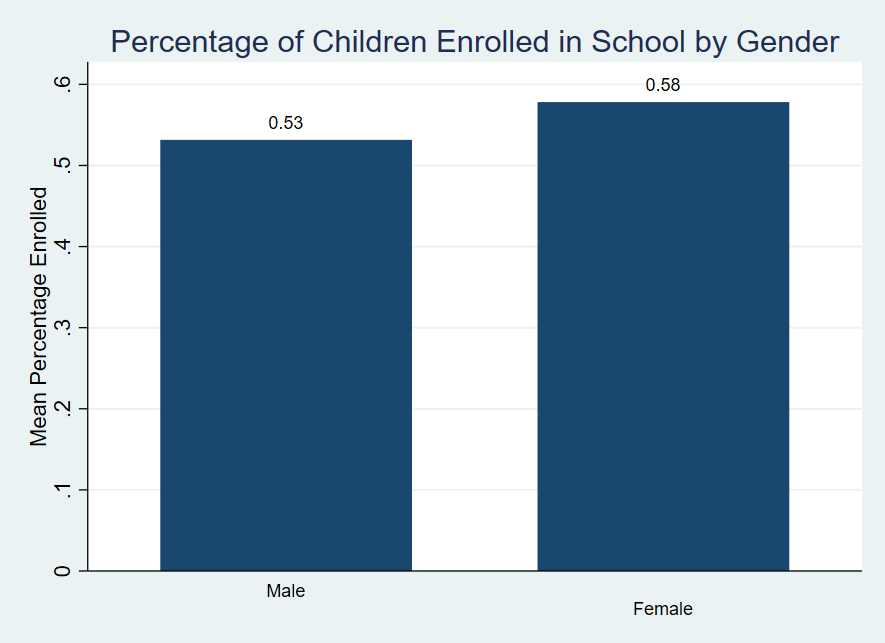 Percentage of Children Enrolled in School by Gender
Mean Percentage Enrolled
.6
.5
.4
.3
.2
.1
0
0.53
0.58
Male
Female